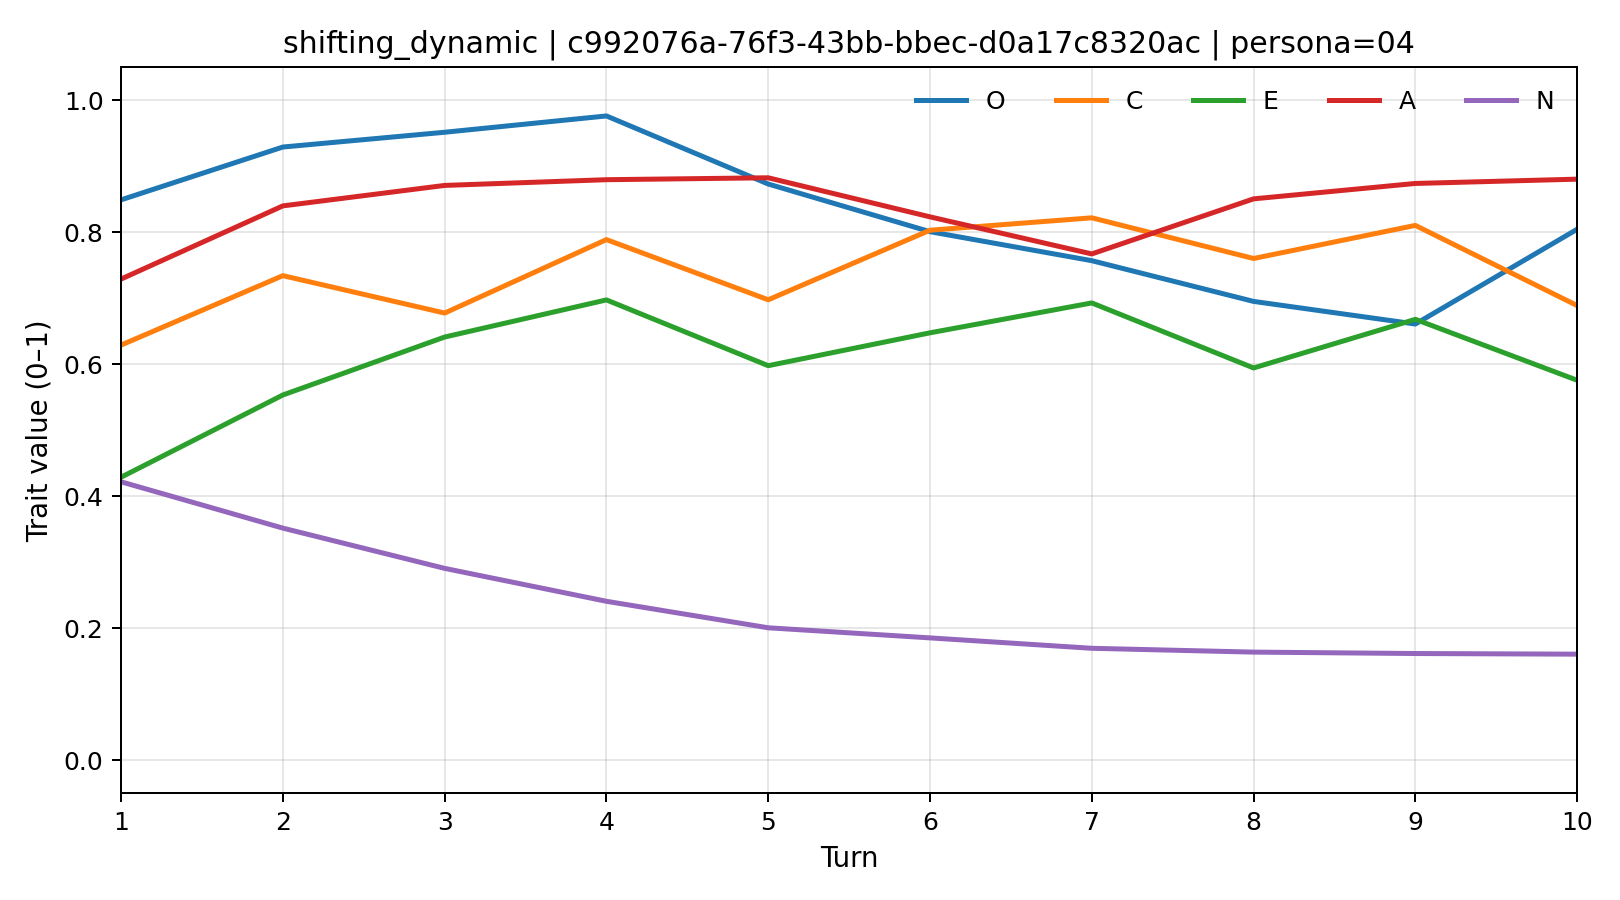 shifting_dynamic | c992076a-76f3-43bb-bbec-d0a17c8320ac | persona=04
O C E A N
1.0
0.8
0.6
0.4
0.2
0.0
Trait value (0–1)
1 2 3 4 5 6 7 8 9 10
Turn